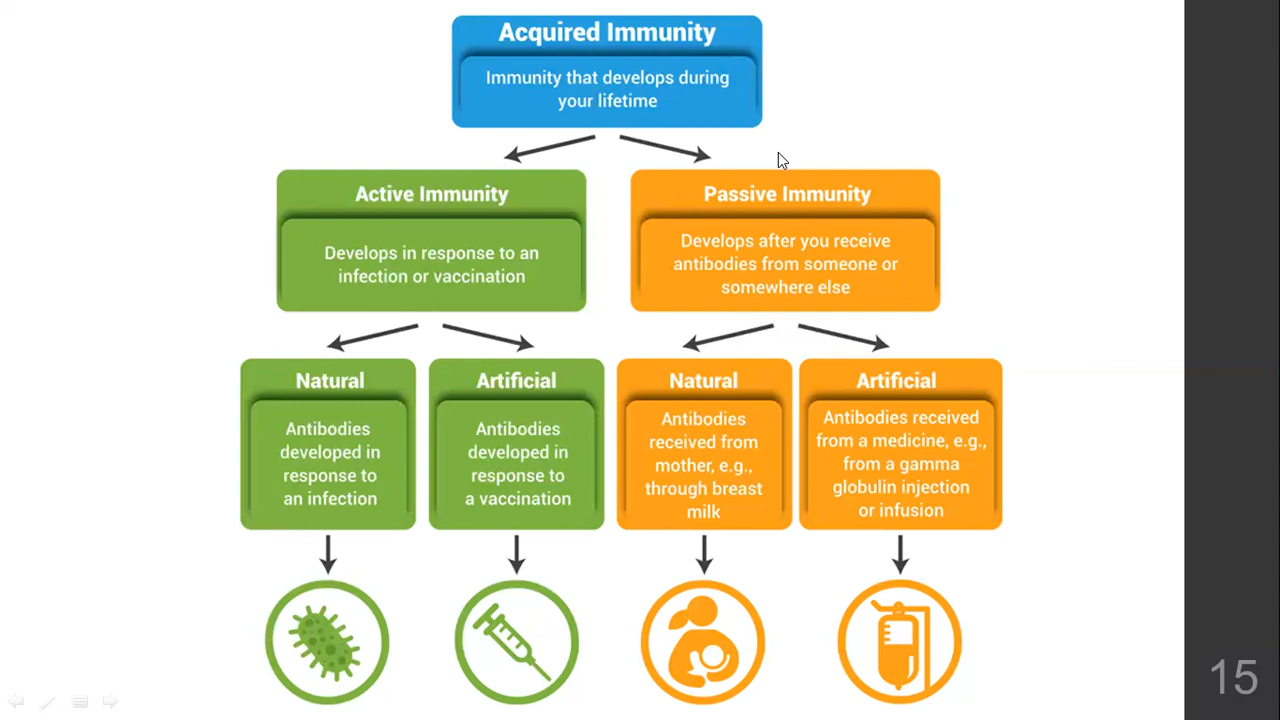 Acquired Immunity
Immunity that develops during
your lifetime
Active Immunity
Develops in response to an
infection or vaccination
Passive Immunity
Develops after you receive
antibodies from someone or
somewhere else
Natural
Antibodies
developed in
response to
an infection
Artificial
Antibodies
developed in
response to
a vaccination
Natural
Antibodies
received from
mother, e.g.,
through breast
milk
Artificial
Antibodies received
from a medicine, e.g.,
from a gamma
globulin injection
or infusion
15